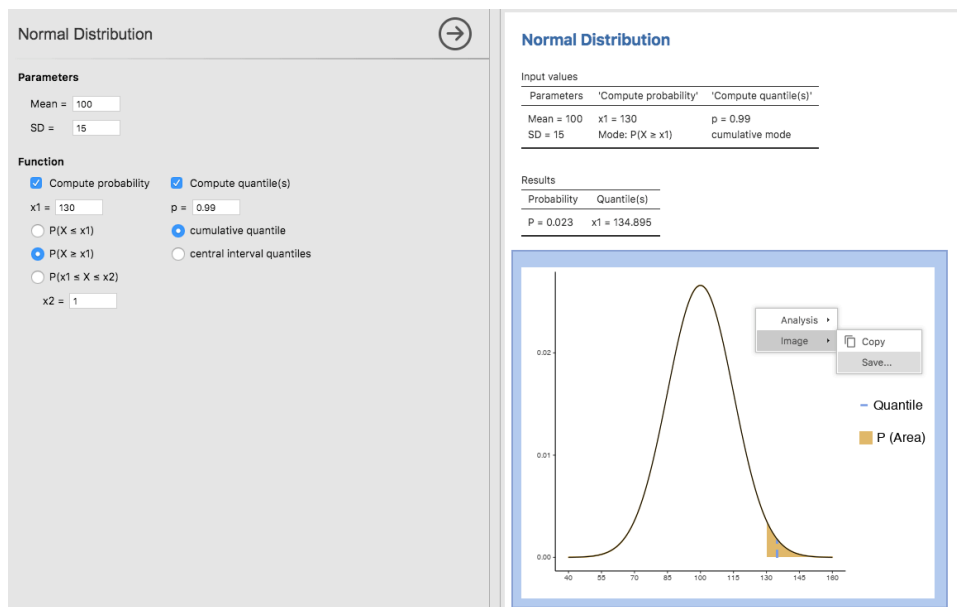 Normal Distribution
Parameters
Mean = 100
SD = 15
Function
Compute probability Compute quantile(s)
x1 = 130 p = 0.99
P(X ≤ x1) cumulative quantile
P(X ≥ x1) central interval quantiles
P(x1 ≤ X ≤ x2)
x2 = 1
Normal Distribution
Input values
Parameters 'Compute probability' 'Compute quantile(s)'
Mean = 100 x1 = 130 p = 0.99
SD = 15 Mode: P(X ≥ x1) cumulative mode
Results
Probability Quantile(s)
P = 0.023 x1 = 134.895
Analysis
Image Copy
Save...
0.02
Quantile
P (Area)
0.01
0.00
40 55 70 85 100 115 130 145 160